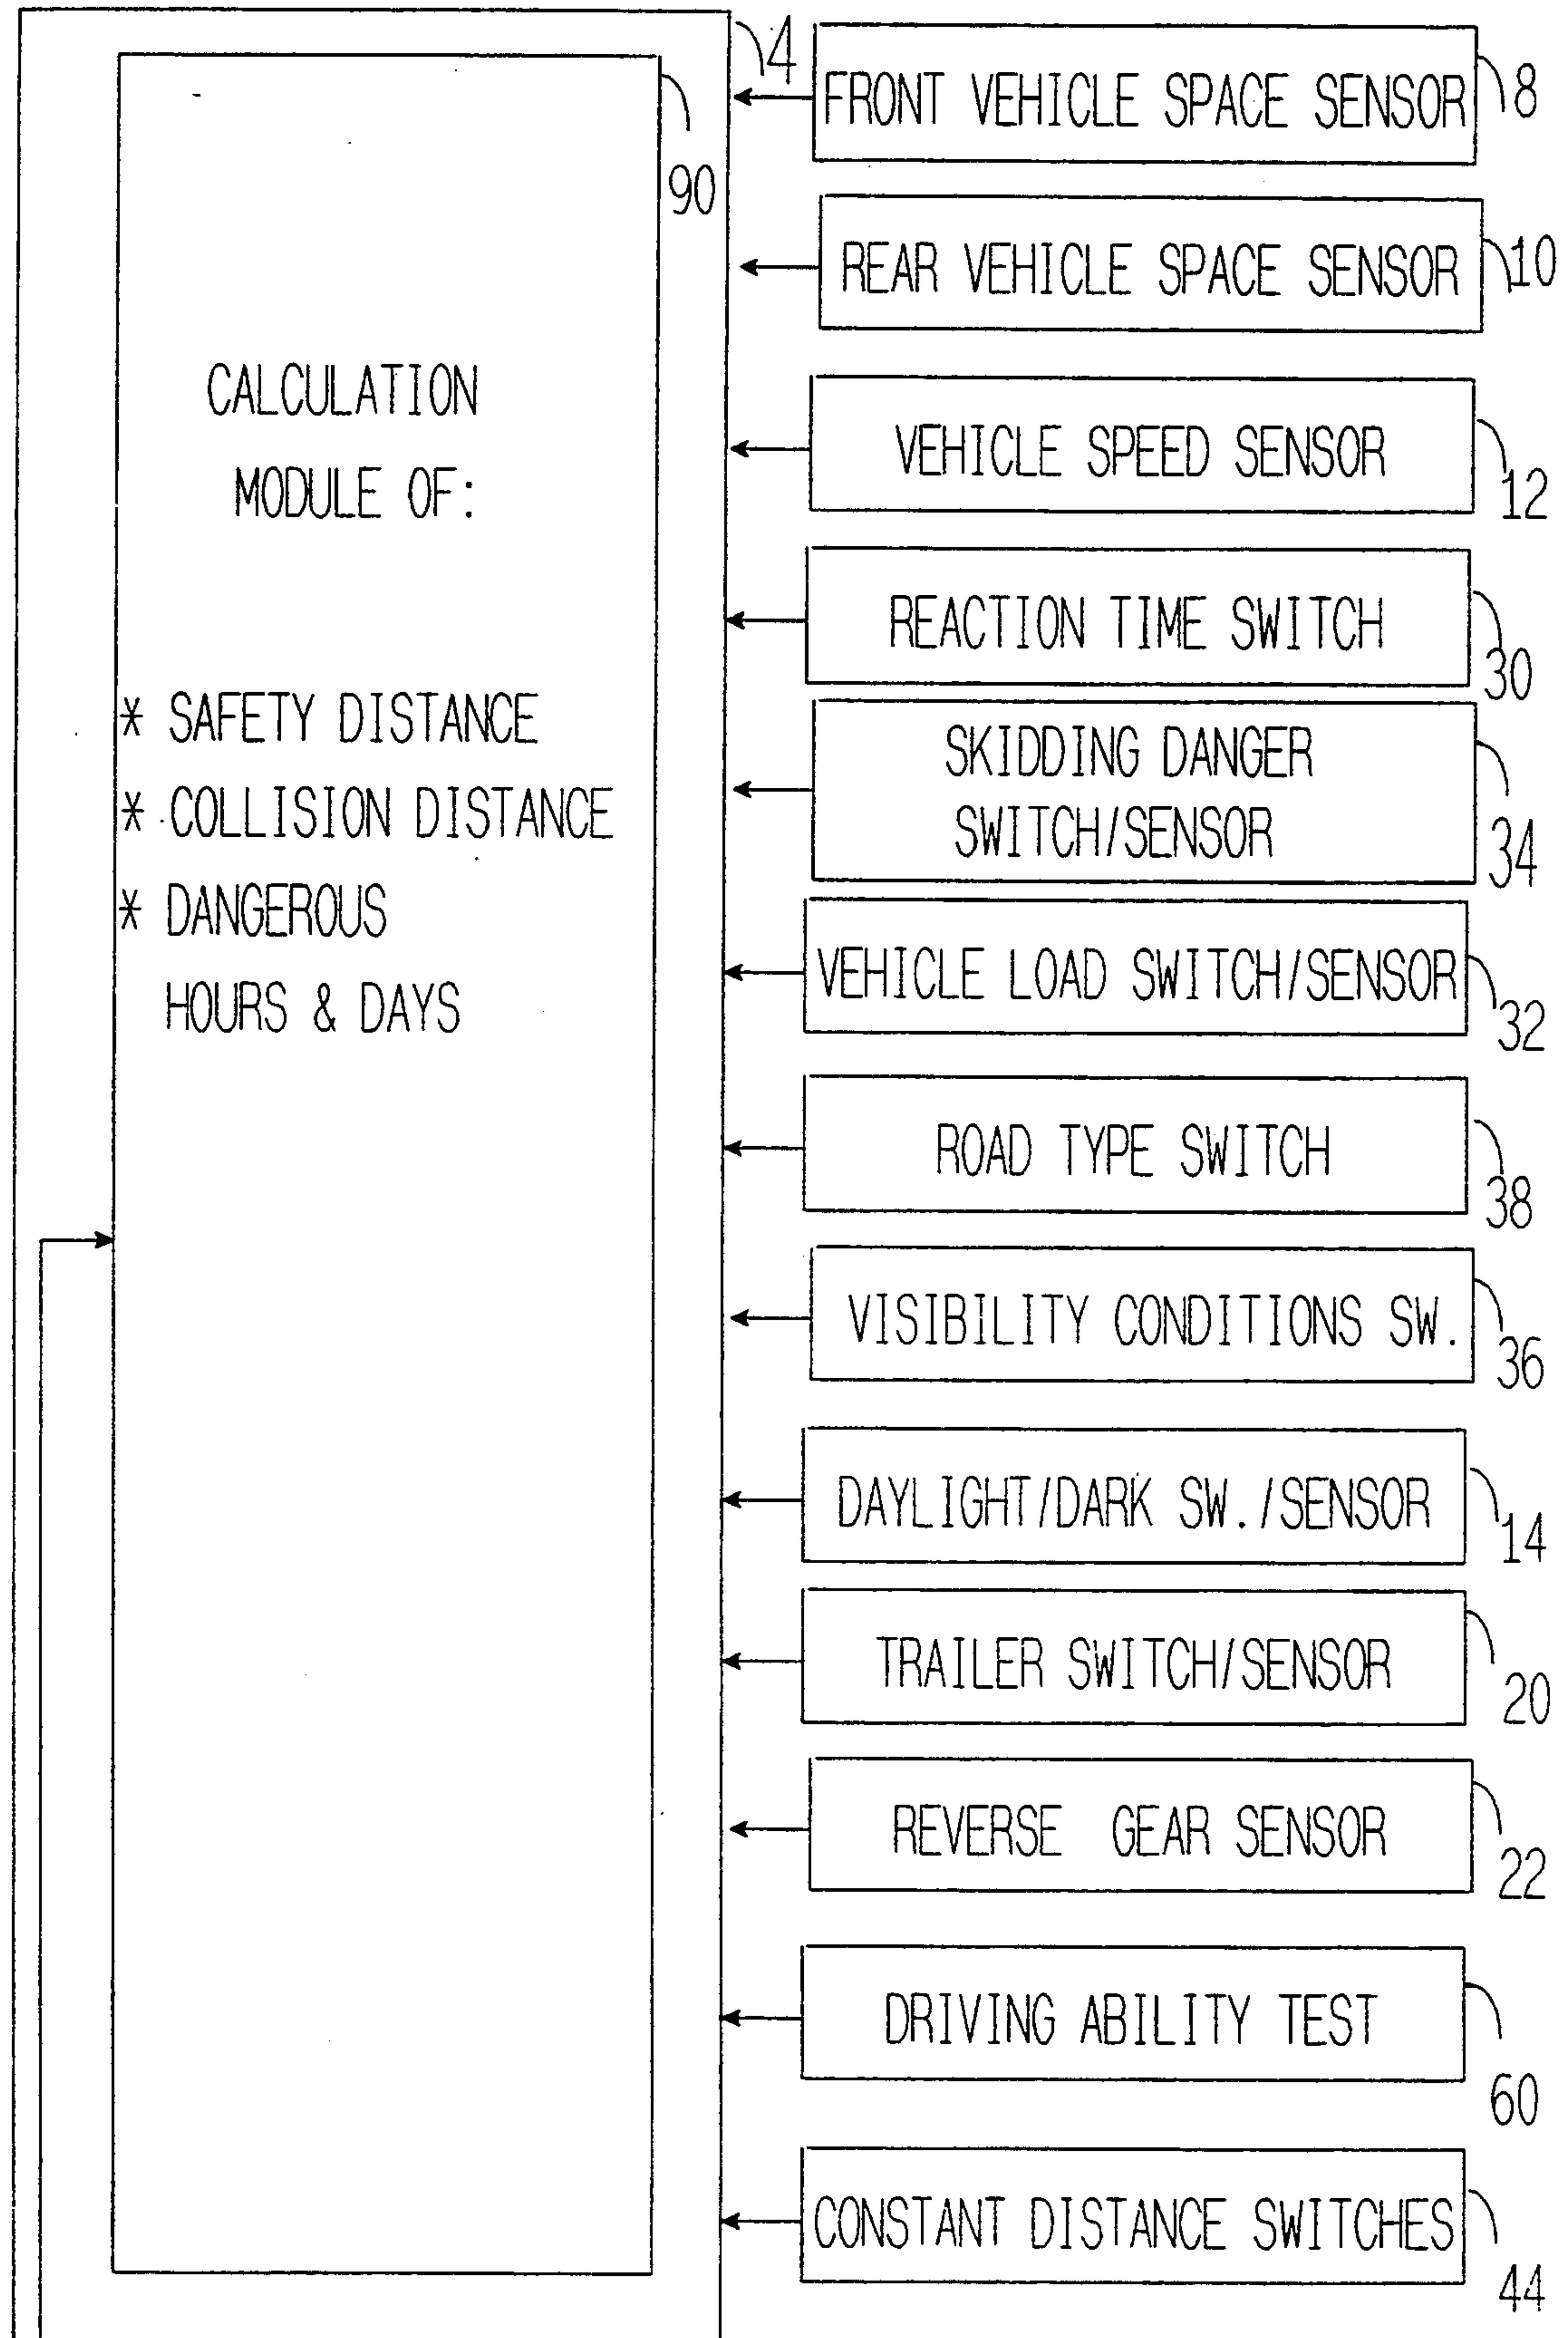 4
90
CALCULATION
MODULE OF:
* SAFETY DISTANCE
* COLLISION DISTANCE
* DANGEROUS
HOURS & DAYS
FRONT VEHICLE SPACE SENSOR
8
REAR VEHICLE SPACE SENSOR
10
VEHICLE SPEED SENSOR
12
REACTION TIME SWITCH
30
SKIDDING DANGER
SWITCH/SENSOR
34
VEHICLE LOAD SWITCH/SENSOR
32
ROAD TYPE SWITCH
38
VISIBILITY CONDITIONS SW.
36
DAYLIGHT/DARK SW./SENSOR
14
TRAILER SWITCH/SENSOR
20
REVERSE GEAR SENSOR
22
DRIVING ABILITY TEST
60
CONSTANT DISTANCE SWITCHES
44